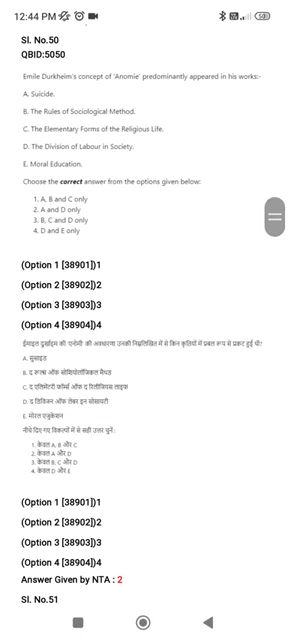 12:44 PM
Sl. No.50
QBID:5050
Emile Durkheim's concept of 'Anomie' predominantly appeared in his works:-
A. Suicide.
B. The Rules of Sociological Method.
C. The Elementary Forms of the Religious Life.
D. The Division of Labour in Society.
E. Moral Education.
Choose the correct answer from the options given below:
1. A, B and C only
2. A and D only
3. B, C and D only
4. D and E only
(Option 1 [38901])1
(Option 2 [38902])2
(Option 3 [38903])3
(Option 4 [38904])4
ईमाइल दुर्खाइम की 'एनोमी' की अवधारणा उनकी निम्नलिखित में से किन कृतियों में प्रबल रूप से प्रकट हुई थी?
A. सुसाइड
B. द रूल्स ऑफ सोशियोलॉजिकल मैथड
C. द एलिमेंटरी फॉर्म्स ऑफ द रिलीजियस लाइफ
D. द डिविजन ऑफ लेबर इन सोसायटी
E. मोरल एजुकेशन
नीचे दिए गए विकल्पों में से सही उत्तर चुनें:
1. केवल A, B और C
2. केवल A और D
3. केवल B, C और D
4. केवल D और E
(Option 1 [38901])1
(Option 2 [38902])2
(Option 3 [38903])3
(Option 4 [38904])4
Answer Given by NTA : 2
Sl. No.51